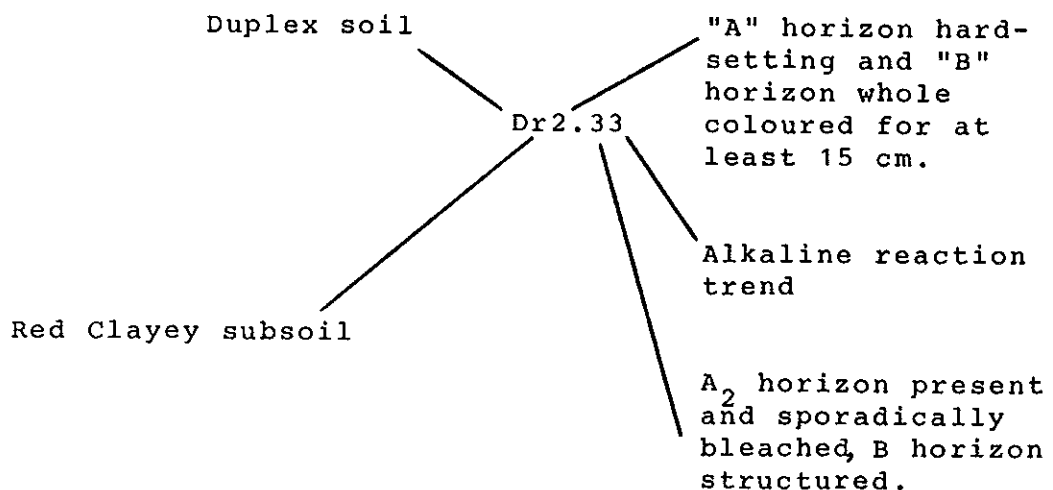 Duplex soil
"A" horizon hard-
setting and "B"
horizon whole
coloured for at
least 15 cm.
Dr2.33
Alkaline reaction
trend
Red Clayey subsoil
A2 horizon present
and sporadically
bleached, B horizon
structured.